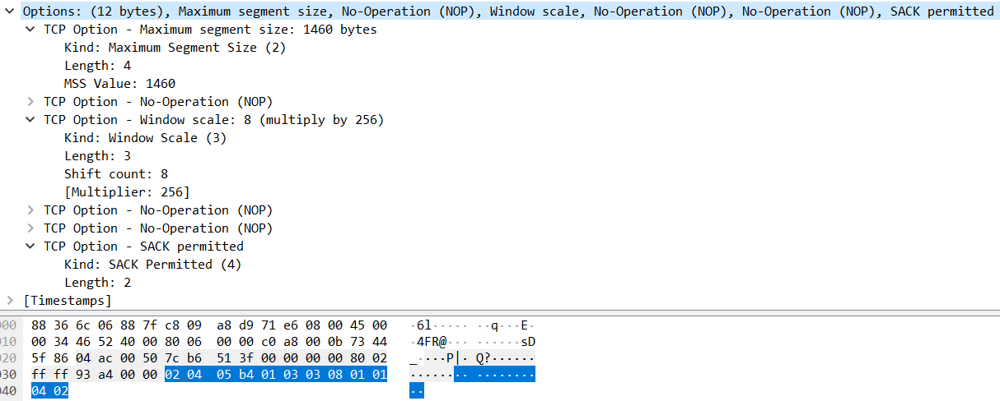 Options: (12 bytes), Maximum segment size, No-Operation (NOP), Window scale, No-Operation (NOP), No-Operation (NOP), SACK permitted
TCP Option - Maximum segment size: 1460 bytes
Kind: Maximum Segment Size (2)
Length: 4
MSS Value: 1460
TCP Option - No-Operation (NOP)
TCP Option - Window scale: 8 (multiply by 256)
Kind: Window Scale (3)
Length: 3
Shift count: 8
[Multiplier: 256]
TCP Option - No-Operation (NOP)
TCP Option - No-Operation (NOP)
TCP Option - SACK permitted
Kind: SACK Permitted (4)
Length: 2
[Timestamps]
00 88 36 6c 06 88 7f c8 09 a8 d9 71 e6 08 00 45 00 ·6l····· ··q···E·
10 00 34 46 52 40 00 80 06 00 00 c0 a8 00 0b 73 44 ·4FR@··· ······sD
20 5f 86 04 ac 00 50 7c b6 51 3f 00 00 00 00 80 02 _····P|· Q?······
30 ff ff 93 a4 00 00 02 04 05 b4 01 03 03 08 01 01 ········ ········
40 04 02 ··